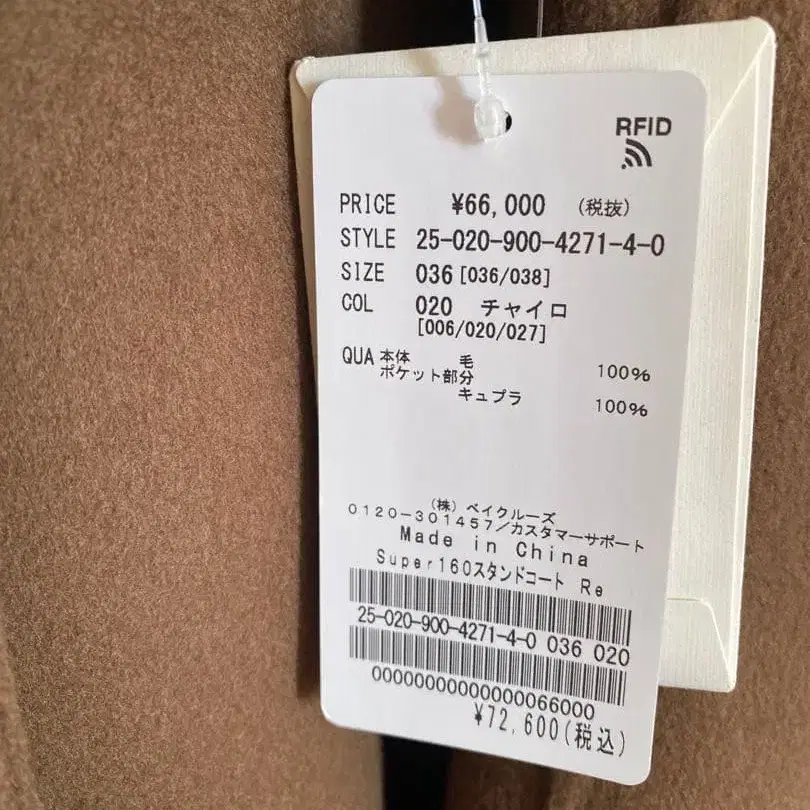 RFID
PRICE ¥66,000 (税抜)
STYLE 25-020-900-4271-4-0
SIZE 036[036/038]
COL 020 チャイロ
[006/020/027]
QUA 本体 毛 100%
ポケット部分
キュプラ 100%
(株) ベイクルーズ
0120-301457/カスタマーサポート
Made in China
Super160スタンドコート Re
25-020-900-4271-4-0 036 020
00000000000000066000
¥72,600(税込)